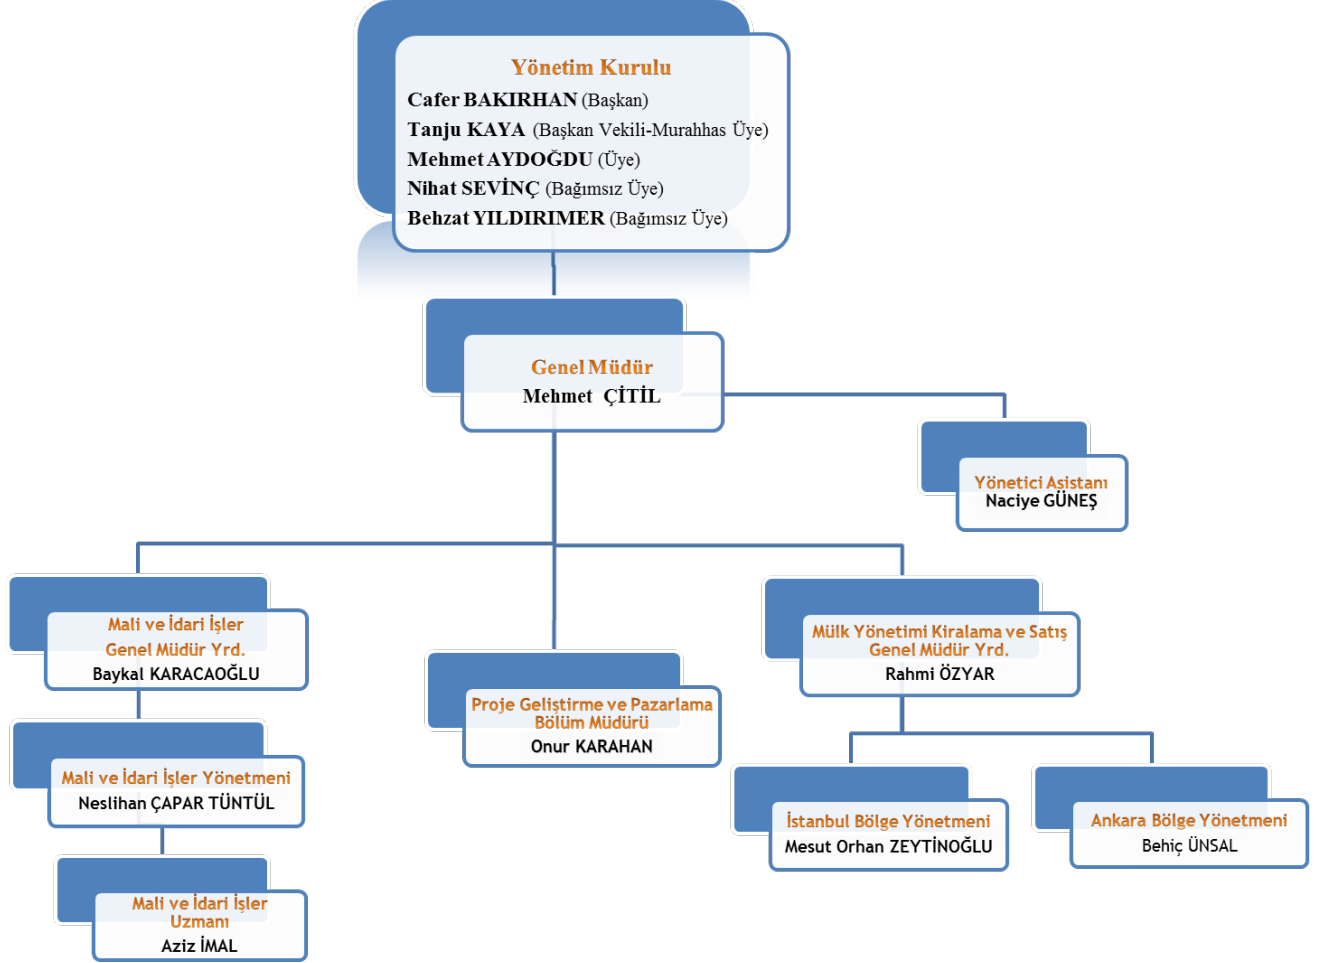 Yönetim Kurulu
Cafer BAKIRHAN (Başkan)
Tanju KAYA (Başkan Vekili-Murahhas Üye)
Mehmet AYDOĞDU (Üye)
Nihat SEVİNÇ (Bağımsız Üye)
Behzat YILDIRIMER (Bağımsız Üye)
Genel Müdür
Mehmet ÇİTİL
Yönetici Asistanı
Naciye GÜNEŞ
Mali ve İdari İşler
Genel Müdür Yrd.
Baykal KARACAOĞLU
Mülk Yönetimi Kiralama ve Satış
Genel Müdür Yrd.
Rahmi ÖZYAR
Proje Geliştirme ve Pazarlama
Bölüm Müdürü
Onur KARAHAN
Mali ve İdari İşler Yönetmeni
Neslihan ÇAPAR TÜNTÜL
İstanbul Bölge Yönetmeni
Mesut Orhan ZEYTİNOĞLU
Ankara Bölge Yönetmeni
Behiç ÜNSAL
Mali ve İdari İşler
Uzmanı
Aziz İMAL